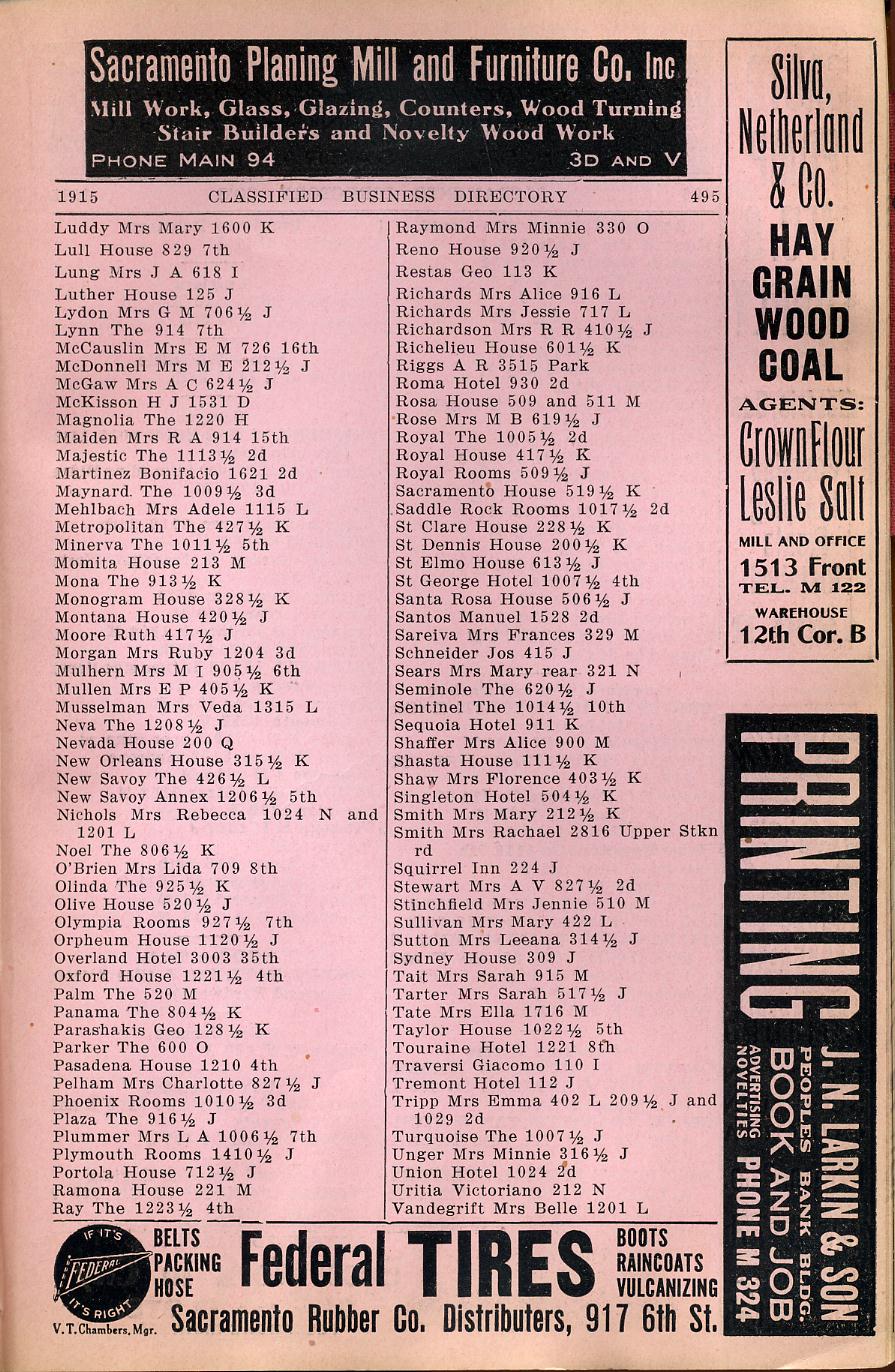 Sacramento Planing Mill and Furniture Co. Inc
Mill Work, Glass, Glazing, Counters, Wood Turning
Stair Builders and Novelty Wood Work
PHONE MAIN 94 3D AND V
1915 CLASSIFIED BUSINESS DIRECTORY 495
Luddy Mrs Mary 1600 K
Lull House 829 7th
Lung Mrs J A 618 I
Luther House 125 J
Lydon Mrs G M 706½ J
Lynn The 914 7th
McCauslin Mrs E M 726 16th
McDonnell Mrs M E 212½ J
McGaw Mrs A C 624½ J
McKisson H J 1531 D
Magnolia The 1220 H
Maiden Mrs R A 914 15th
Majestic The 1113½ 2d
Martinez Bonifacio 1621 2d
Maynard The 1009½ 3d
Mehlbach Mrs Adele 1115 L
Metropolitan The 427½ K
Minerva The 1011½ 5th
Momita House 213 M
Mona The 913½ K
Monogram House 328½ K
Montana House 420½ J
Moore Ruth 417½ J
Morgan Mrs Ruby 1204 3d
Mulhern Mrs M I 905½ 6th
Mullen Mrs E P 405½ K
Musselman Mrs Veda 1315 L
Neva The 1208½ J
Nevada House 200 Q
New Orleans House 315½ K
New Savoy The 426½ L
New Savoy Annex 1206½ 5th
Nichols Mrs Rebecca 1024 N and
1201 L
Noel The 806½ K
O'Brien Mrs Lida 709 8th
Olinda The 925½ K
Olive House 520½ J
Olympia Rooms 927½ 7th
Orpheum House 1120½ J
Overland Hotel 3003 35th
Oxford House 1221½ 4th
Palm The 520 M
Panama The 804½ K
Parashakis Geo 128½ K
Parker The 600 O
Pasadena House 1210 4th
Pelham Mrs Charlotte 827½ J
Phoenix Rooms 1010½ 3d
Plaza The 916½ J
Plummer Mrs L A 1006½ 7th
Plymouth Rooms 1410½ J
Portola House 712½ J
Ramona House 221 M
Ray The 1223½ 4th
Raymond Mrs Minnie 330 O
Reno House 920½ J
Restas Geo 113 K
Richards Mrs Alice 916 L
Richards Mrs Jessie 717 L
Richardson Mrs R R 410½ J
Richelieu House 601½ K
Riggs A R 3515 Park
Roma Hotel 930 2d
Rosa House 509 and 511 M
Rose Mrs M B 619½ J
Royal The 1005½ 2d
Royal House 417½ K
Royal Rooms 509½ J
Sacramento House 519½ K
Saddle Rock Rooms 1017½ 2d
St Clare House 228½ K
St Dennis House 200½ K
St Elmo House 613½ J
St George Hotel 1007½ 4th
Santa Rosa House 506½ J
Santos Manuel 1528 2d
Sareiva Mrs Frances 329 M
Schneider Jos 415 J
Sears Mrs Mary rear 321 N
Seminole The 620½ J
Sentinel The 1014½ 10th
Sequoia Hotel 911 K
Shaffer Mrs Alice 900 M
Shasta House 111½ K
Shaw Mrs Florence 403½ K
Singleton Hotel 504½ K
Smith Mrs Mary 212½ K
Smith Mrs Rachael 2816 Upper Stkn
rd
Squirrel Inn 224 J
Stewart Mrs A V 827½ 2d
Stinchfield Mrs Jennie 510 M
Sullivan Mrs Mary 422 L
Sutton Mrs Leeana 314½ J
Sydney House 309 J
Tait Mrs Sarah 915 M
Tarter Mrs Sarah 517½ J
Tate Mrs Ella 1716 M
Taylor House 1022½ 5th
Touraine Hotel 1221 8th
Traversi Giacomo 110 I
Tremont Hotel 112 J
Tripp Mrs Emma 402 L 209½ J and
1029 2d
Turquoise The 1007½ J
Unger Mrs Minnie 316½ J
Union Hotel 1024 2d
Uritia Victoriano 212 N
Vandegrift Mrs Belle 1201 L
Silva,
Netherland
& Co.
HAY
GRAIN
WOOD
COAL
AGENTS:
Crown Flour
Leslie Salt
MILL AND OFFICE
1513 Front
TEL. M 122
WAREHOUSE
12th Cor. B
PRINTING
J. N. LARKIN & SON
PEOPLES BANK BLDG.
BOOK AND JOB
ADVERTISING
NOVELTIES
PHONE M 324
IF IT'S
FEDERAL
IT'S RIGHT
V. T. Chambers, Mgr.
BELTS
PACKING
HOSE
Federal TIRES
BOOTS
RAINCOATS
VULCANIZING
Sacramento Rubber Co. Distributers, 917 6th St.